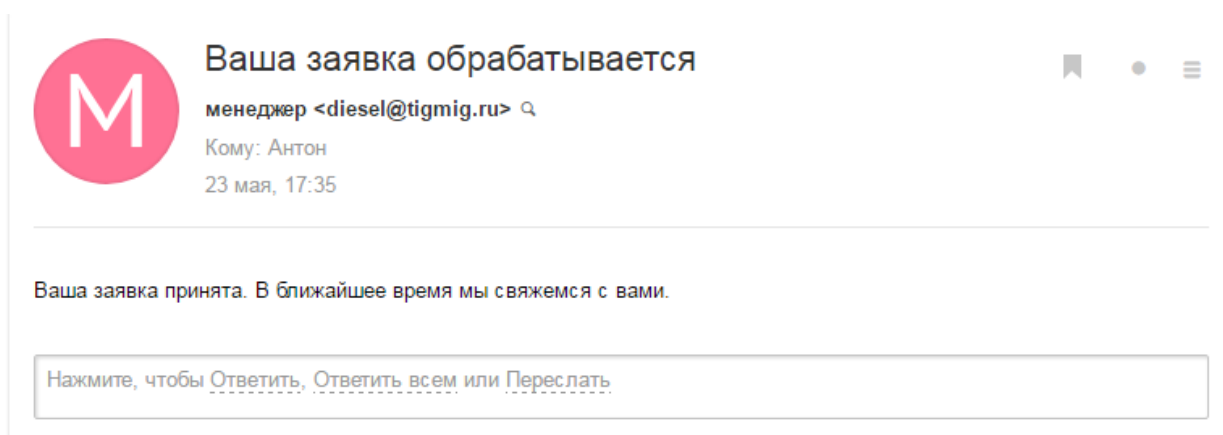 M
Ваша заявка обрабатывается
менеджер <diesel@tigmig.ru>
Кому: Антон
23 мая, 17:35
Ваша заявка принята. В ближайшее время мы свяжемся с вами.
Нажмите, чтобы Ответить, Ответить всем или Переслать